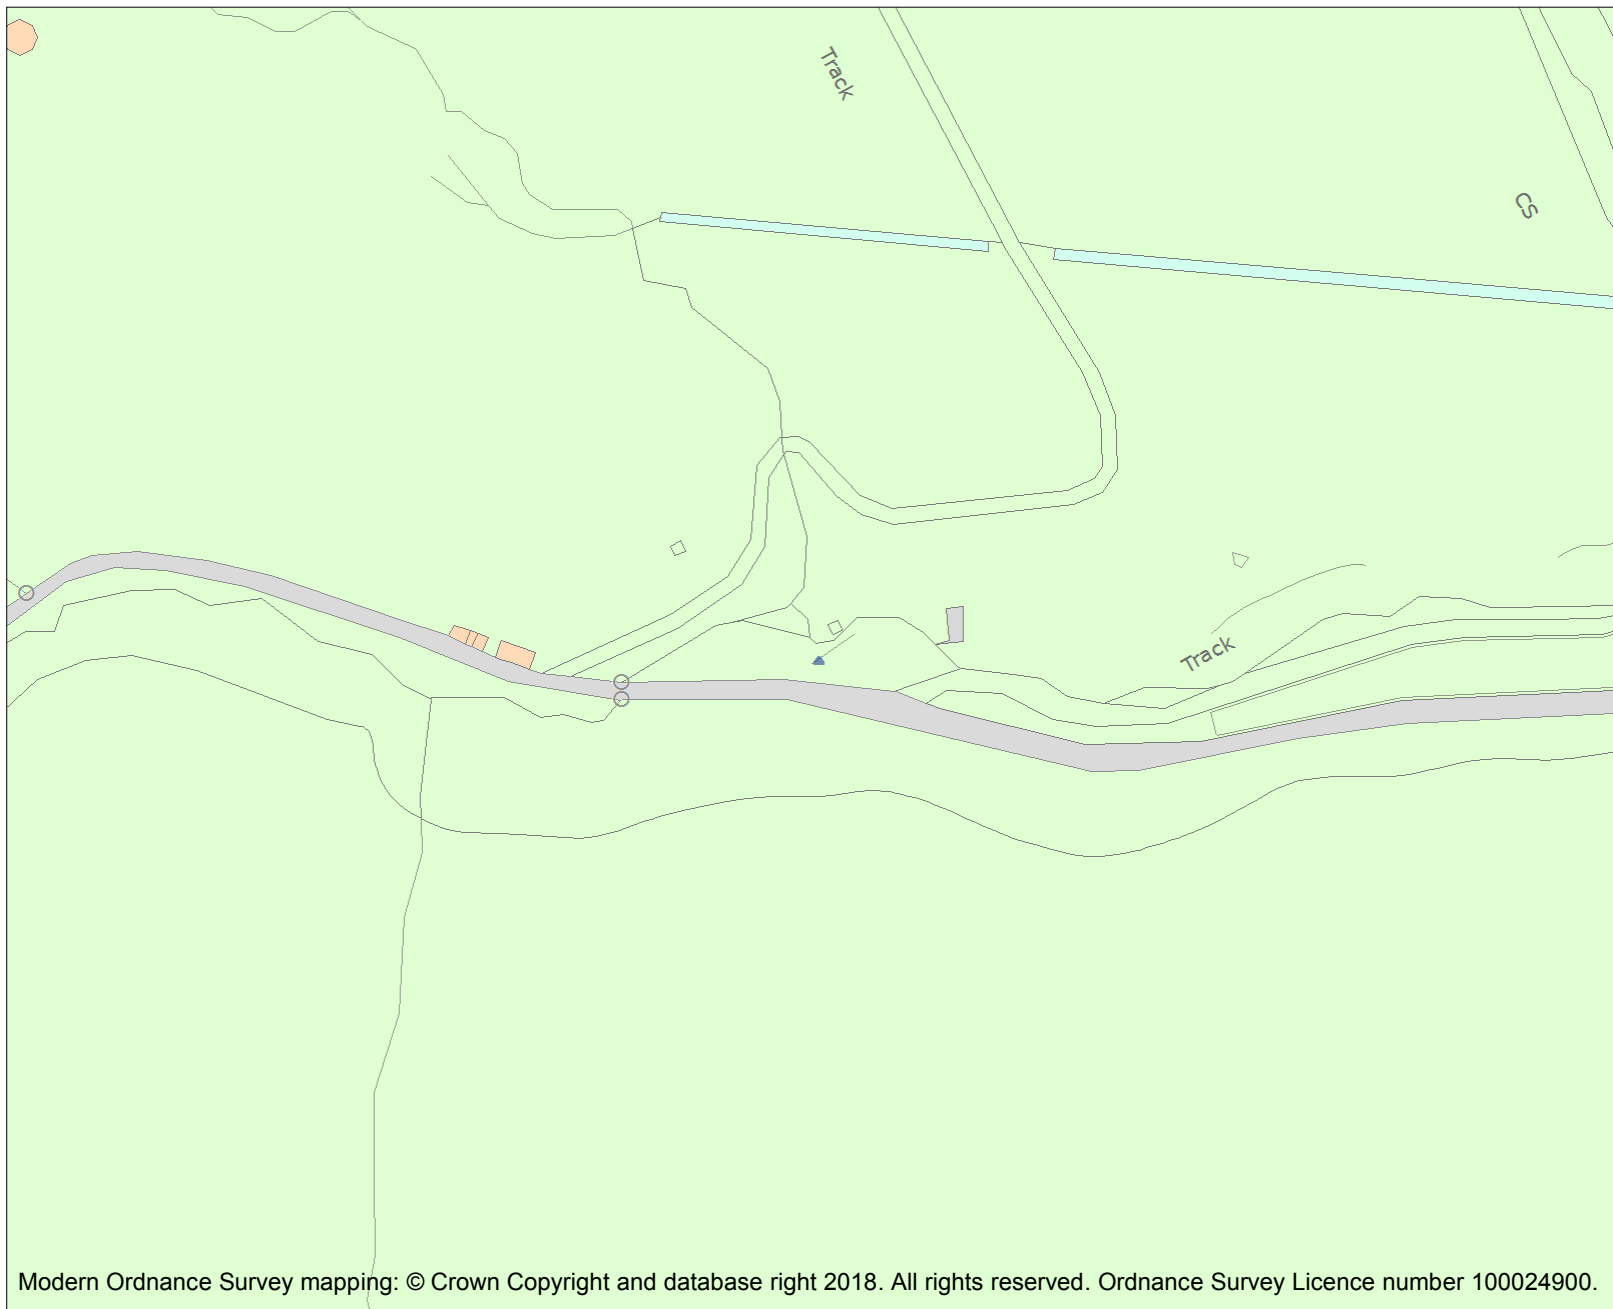 Track
CS
Track
Modern Ordnance Survey mapping: © Crown Copyright and database right 2018. All rights reserved. Ordnance Survey Licence number 100024900.